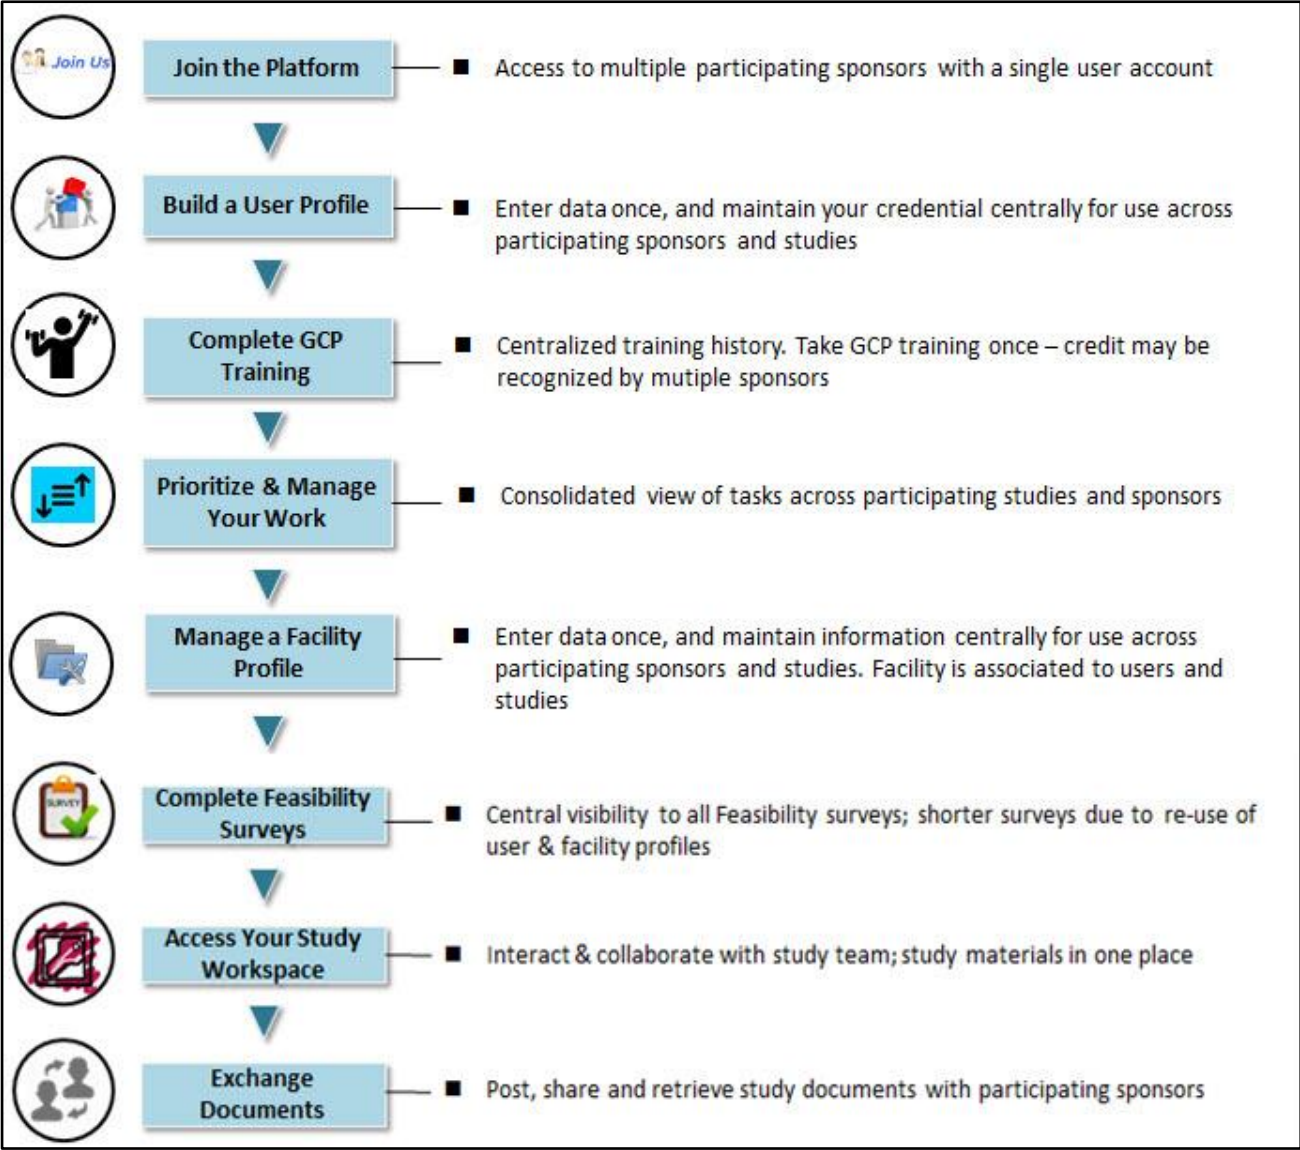 Join Us
Join the Platform
■ Access to multiple participating sponsors with a single user account
Build a User Profile
■ Enter data once, and maintain your credential centrally for use across
participating sponsors and studies
Complete GCP
Training
■ Centralized training history. Take GCP training once – credit may be
recognized by mutiple sponsors
Prioritize & Manage
Your Work
■ Consolidated view of tasks across participating studies and sponsors
Manage a Facility
Profile
■ Enter data once, and maintain information centrally for use across
participating sponsors and studies. Facility is associated to users and
studies
SURVEY
Complete Feasibility
Surveys
■ Central visibility to all Feasibility surveys; shorter surveys due to re-use of
user & facility profiles
Access Your Study
Workspace
■ Interact & collaborate with study team; study materials in one place
Exchange
Documents
■ Post, share and retrieve study documents with participating sponsors